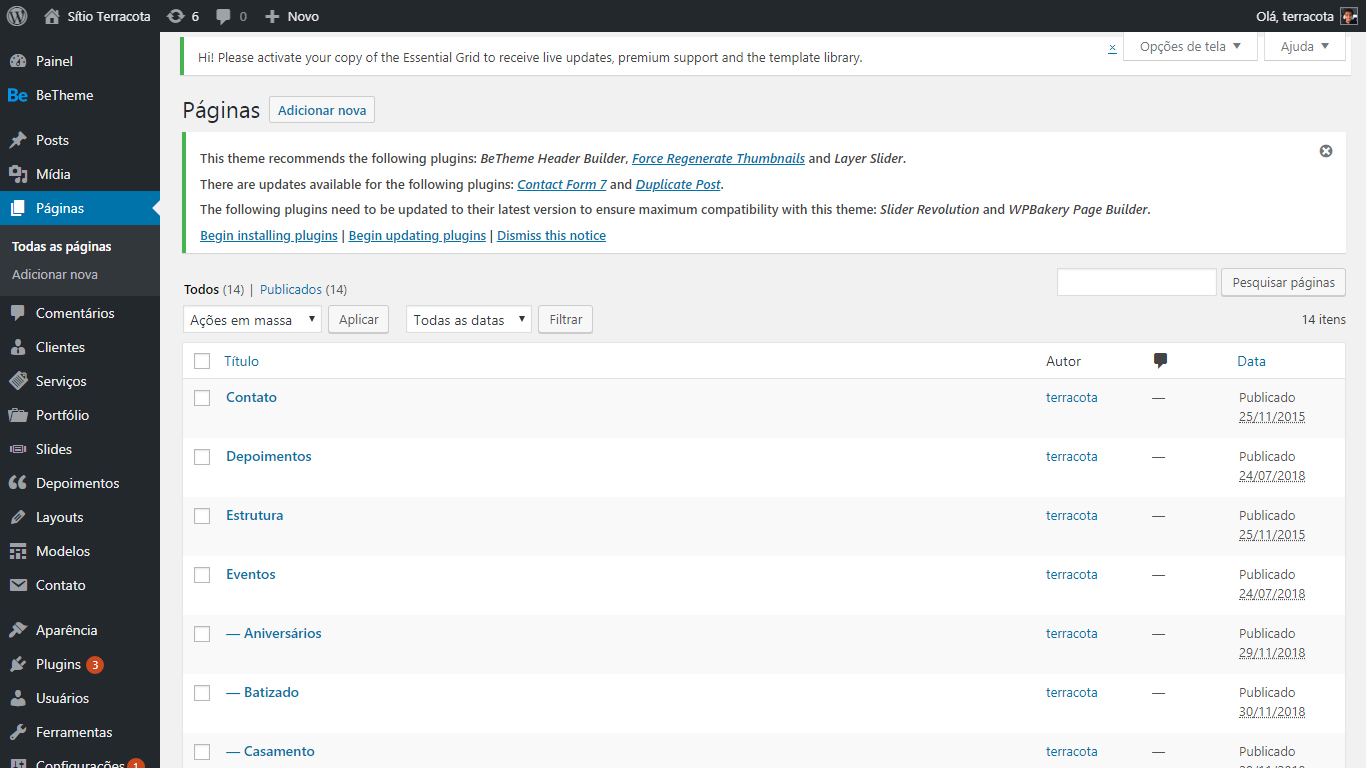 Sítio Terracota 6 0 Novo Olá, terracota
Painel
BeTheme
Posts
Mídia
Páginas
Todas as páginas
Adicionar nova
Comentários
Clientes
Serviços
Portfólio
Slides
Depoimentos
Layouts
Modelos
Contato
Aparência
Plugins 3
Usuários
Ferramentas
Configurações 1
Hi! Please activate your copy of the Essential Grid to receive live updates, premium support and the template library. x
Opções de tela ▼ Ajuda ▼
Páginas Adicionar nova
This theme recommends the following plugins: BeTheme Header Builder, Force Regenerate Thumbnails and Layer Slider.
There are updates available for the following plugins: Contact Form 7 and Duplicate Post.
The following plugins need to be updated to their latest version to ensure maximum compatibility with this theme: Slider Revolution and WPBakery Page Builder.
Begin installing plugins | Begin updating plugins | Dismiss this notice
Todos (14) | Publicados (14) Pesquisar páginas
Ações em massa ▼ Aplicar Todas as datas ▼ Filtrar 14 itens
Título Autor Data
Contato terracota — Publicado
25/11/2015
Depoimentos terracota — Publicado
24/07/2018
Estrutura terracota — Publicado
25/11/2015
Eventos terracota — Publicado
24/07/2018
— Aniversários terracota — Publicado
29/11/2018
— Batizado terracota — Publicado
30/11/2018
— Casamento terracota — Publicado